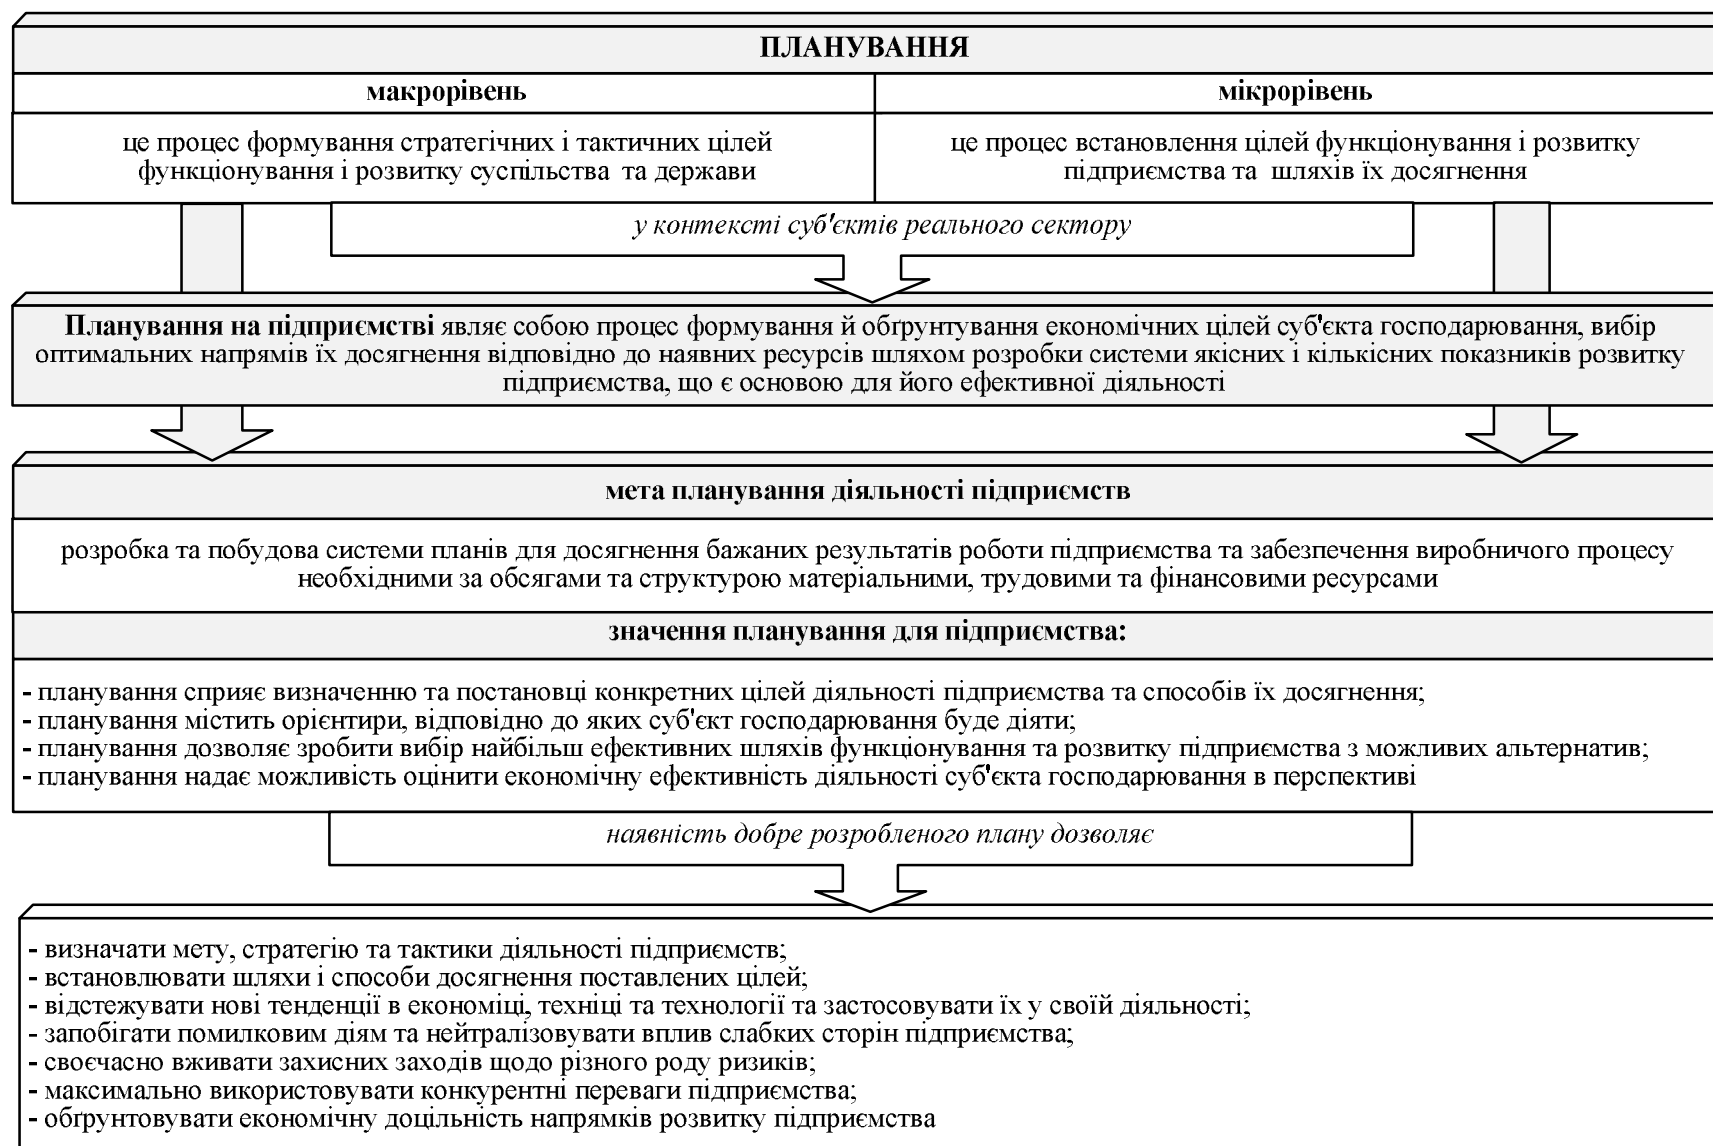 ПЛАНУВАННЯ
макрорівень
мікрорівень
це процес формування стратегічних і тактичних цілей
функціонування і розвитку суспільства та держави
це процес встановлення цілей функціонування і розвитку
підприємства та шляхів їх досягнення
у контексті суб'єктів реального сектору
Планування на підприємстві являє собою процес формування й обґрунтування економічних цілей суб'єкта господарювання, вибір
оптимальних напрямів їх досягнення відповідно до наявних ресурсів шляхом розробки системи якісних і кількісних показників розвитку
підприємства, що є основою для його ефективної діяльності
мета планування діяльності підприємств
розробка та побудова системи планів для досягнення бажаних результатів роботи підприємства та забезпечення виробничого процесу
необхідними за обсягами та структурою матеріальними, трудовими та фінансовими ресурсами
значення планування для підприємства:
- планування сприяє визначенню та постановці конкретних цілей діяльності підприємства та способів їх досягнення;
- планування містить орієнтири, відповідно до яких суб'єкт господарювання буде діяти;
- планування дозволяє зробити вибір найбільш ефективних шляхів функціонування та розвитку підприємства з можливих альтернатив;
- планування надає можливість оцінити економічну ефективність діяльності суб'єкта господарювання в перспективі
наявність добре розробленого плану дозволяє
- визначати мету, стратегію та тактики діяльності підприємств;
- встановлювати шляхи і способи досягнення поставлених цілей;
- відстежувати нові тенденції в економіці, техніці та технології та застосовувати їх у своїй діяльності;
- запобігати помилковим діям та нейтралізовувати вплив слабких сторін підприємства;
- своєчасно вживати захисних заходів щодо різного роду ризиків;
- максимально використовувати конкурентні переваги підприємства;
- обґрунтовувати економічну доцільність напрямків розвитку підприємства